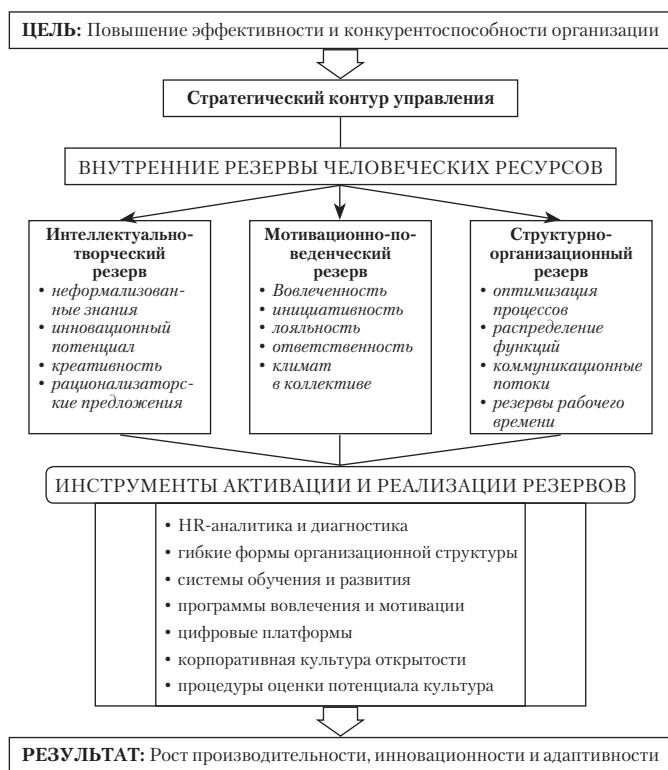 ЦЕЛЬ: Повышение эффективности и конкурентоспособности организации
Стратегический контур управления
ВНУТРЕННИЕ РЕЗЕРВЫ ЧЕЛОВЕЧЕСКИХ РЕСУРСОВ
Интеллектуально-
творческий
резерв
• неформализован-
ные знания
• инновационный
потенциал
• креативность
• рационализаторс-
кие предложения
Мотивационно-по-
веденческий
резерв
• Вовлеченность
• инициативность
• лояльность
• ответственность
• климат
в коллективе
Структурно-
организационный
резерв
• оптимизация
процессов
• распределение
функций
• коммуникационные
потоки
• резервы рабочего
времени
ИНСТРУМЕНТЫ АКТИВАЦИИ И РЕАЛИЗАЦИИ РЕЗЕРВОВ
• HR-аналитика и диагностика
• гибкие формы организационной структуры
• системы обучения и развития
• программы вовлечения и мотивации
• цифровые платформы
• корпоративная культура открытости
• процедуры оценки потенциала культура
РЕЗУЛЬТАТ: Рост производительности, инновационности и адаптивности